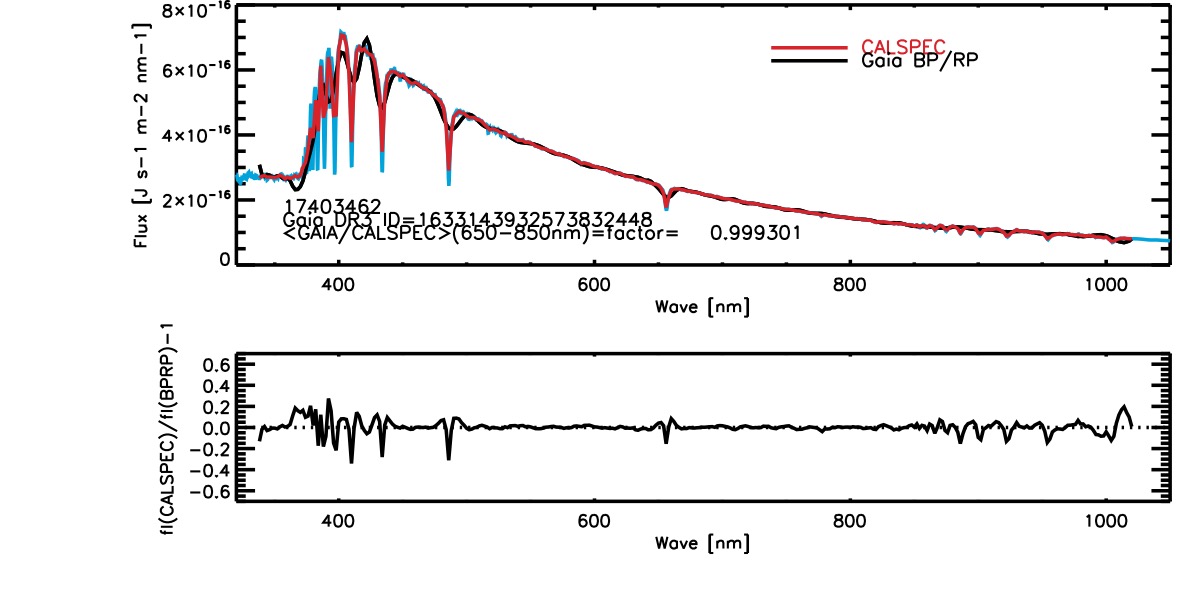 8×10−16
6×10−16
4×10−16
2×10−16
0
Flux [J s−1 m−2 nm−1]
CALSPEC
Gaia BP/RP
17403462
Gaia DR3 ID=1633143932573832448
<GAIA/CALSPEC>(650−850nm)=factor= 0.999301
400 600 800 1000
Wave [nm]
fl(CALSPEC)/fl(BPRP)−1
0.6
0.4
0.2
0.0
−0.2
−0.4
−0.6
400 600 800 1000
Wave [nm]